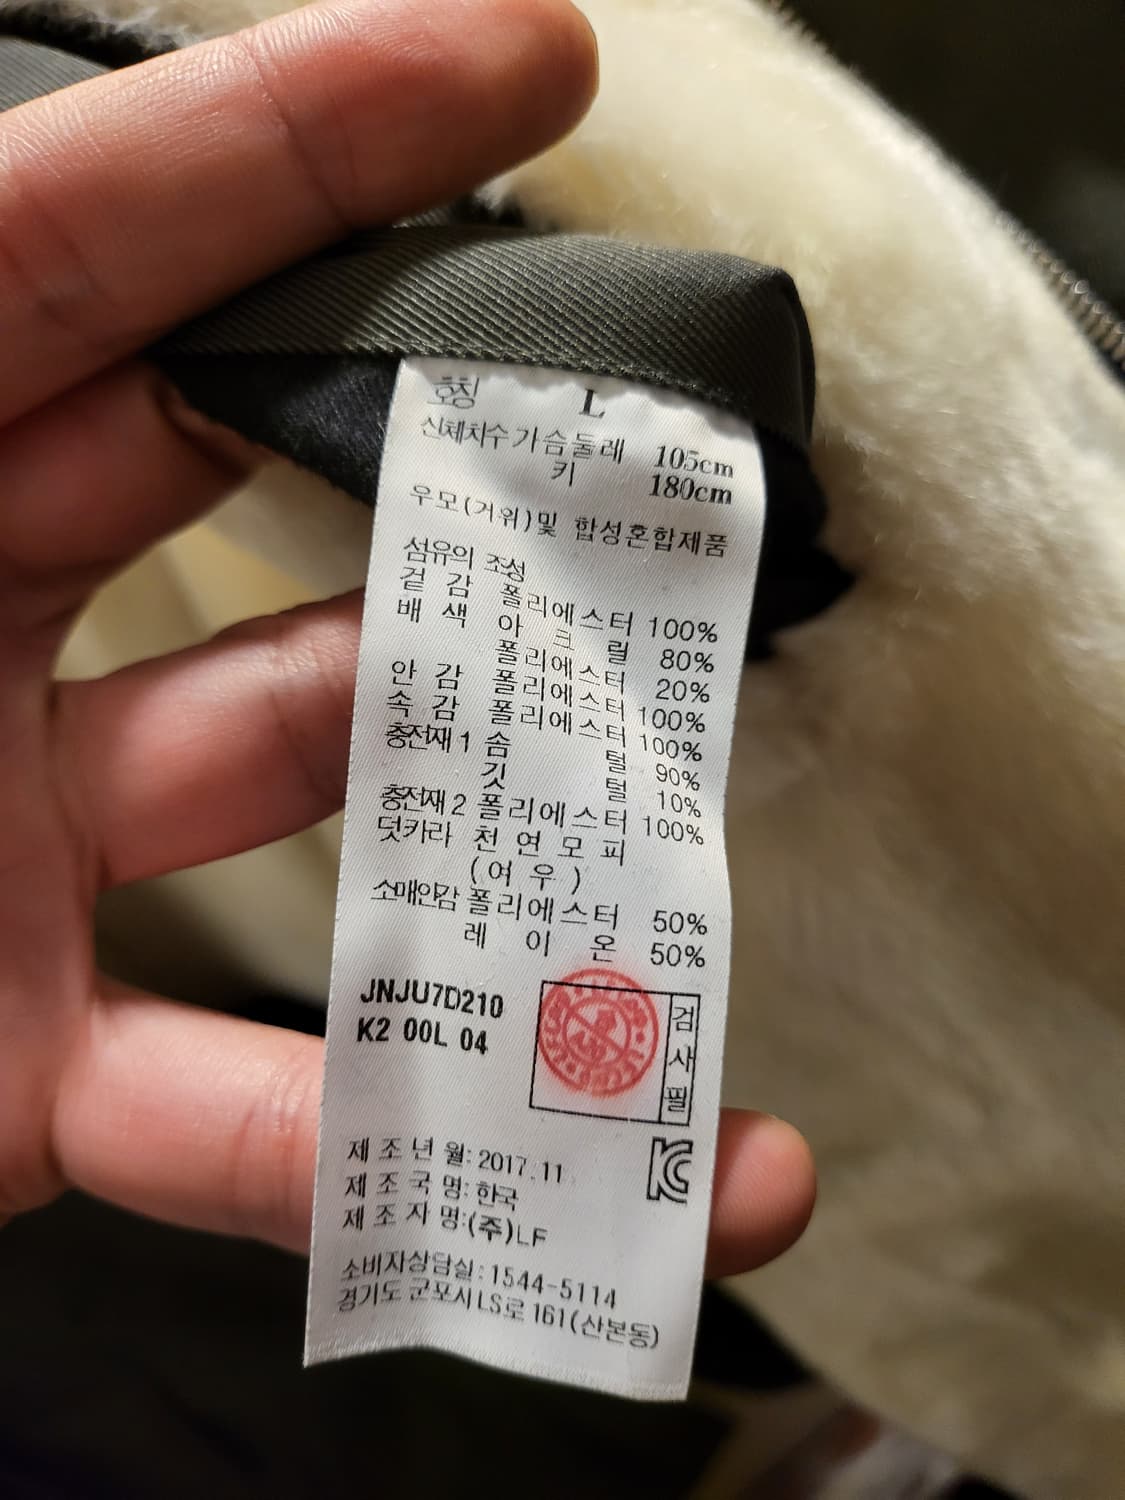 호칭 L
신체치수 가슴둘레 105cm
키 180cm
우모(거위)및 합성혼합제품
섬유의 조성
겉감 폴리에스터 100%
배색 아크릴 80%
폴리에스터 20%
안감 폴리에스터 100%
속감 폴리에스터 100%
충전재1 솜털 90%
깃털 10%
충전재2 폴리에스터 100%
덧카라 천연모피
(여우)
소매안감 폴리에스터 50%
레이온 50%
JNJU7D210
K2 00L 04
검사필
제조년월: 2017.11
제조국명: 한국
제조자명:(주)LF
소비자상담실:1544-5114
경기도 군포시 LS로 161(산본동)